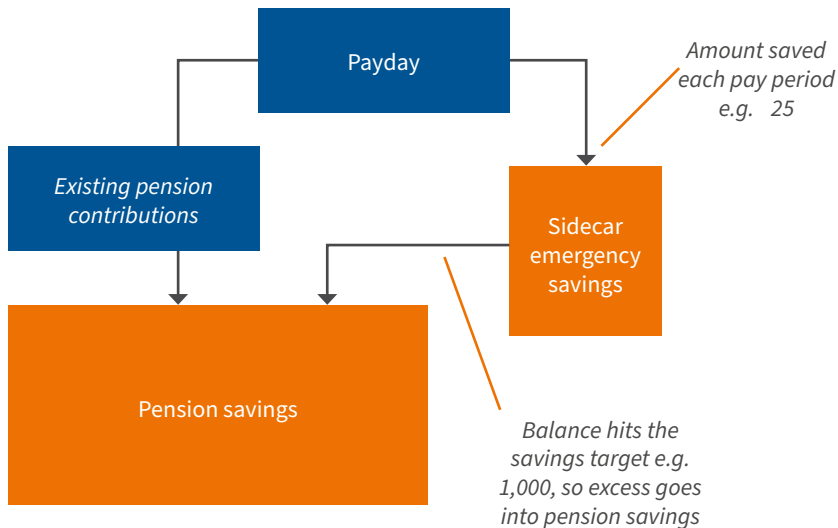 Payday
Amount saved
each pay period
e.g. 25
Existing pension
contributions
Sidecar
emergency
savings
Pension savings
Balance hits the
savings target e.g.
1,000, so excess goes
into pension savings